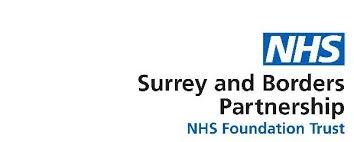 NHS
Surrey and Borders
Partnership
NHS Foundation Trust